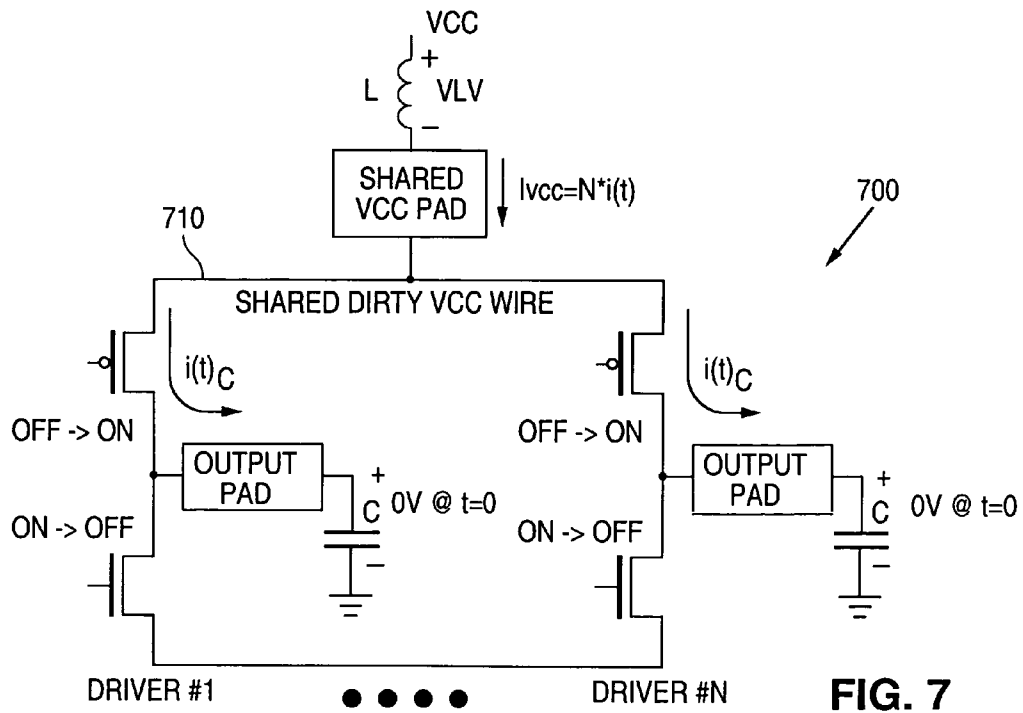 VCC
+
L VLV
−
SHARED
VCC PAD
Ivcc=N*i(t)
700
710
SHARED DIRTY VCC WIRE
i(t)C
i(t)C
OFF -> ON
OFF -> ON
OUTPUT
PAD
+
C 0V @ t=0
−
OUTPUT
PAD
+
C 0V @ t=0
−
ON -> OFF
ON -> OFF
DRIVER #1
DRIVER #N
FIG. 7